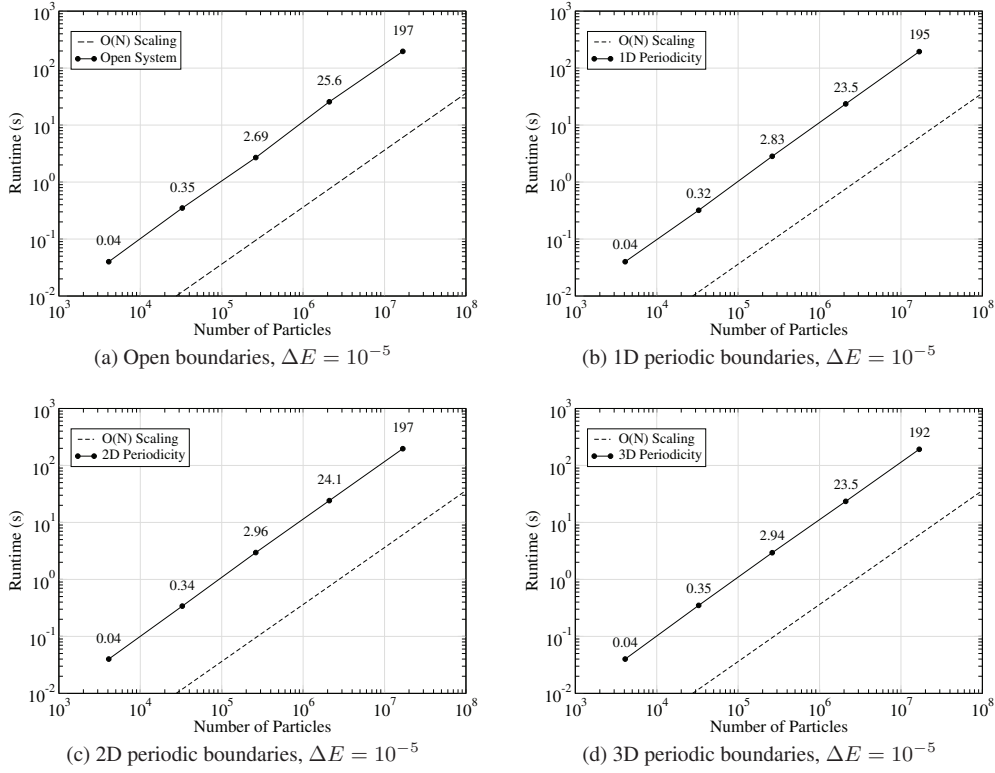 10^3
10^2
10^1
10^0
10^-1
10^-2
Runtime (s)
O(N) Scaling
Open System
0.04
0.35
2.69
25.6
197
10^3 10^4 10^5 10^6 10^7 10^8
Number of Particles
(a) Open boundaries, ΔE = 10^−5
10^3
10^2
10^1
10^0
10^-1
10^-2
Runtime (s)
O(N) Scaling
1D Periodicity
0.04
0.32
2.83
23.5
195
10^3 10^4 10^5 10^6 10^7 10^8
Number of Particles
(b) 1D periodic boundaries, ΔE = 10^−5
10^3
10^2
10^1
10^0
10^-1
10^-2
Runtime (s)
O(N) Scaling
2D Periodicity
0.04
0.34
2.96
24.1
197
10^3 10^4 10^5 10^6 10^7 10^8
Number of Particles
(c) 2D periodic boundaries, ΔE = 10^−5
10^3
10^2
10^1
10^0
10^-1
10^-2
Runtime (s)
O(N) Scaling
3D Periodicity
0.04
0.35
2.94
23.5
192
10^3 10^4 10^5 10^6 10^7 10^8
Number of Particles
(d) 3D periodic boundaries, ΔE = 10^−5